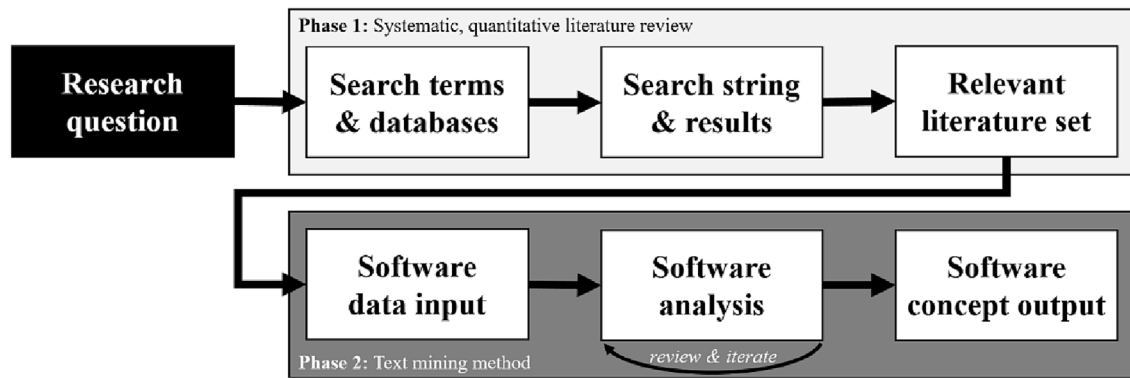 Phase 1: Systematic, quantitative literature review
Research
question
Search terms
& databases
Search string
& results
Relevant
literature set
Software
data input
Software
analysis
Software
concept output
review & iterate
Phase 2: Text mining method